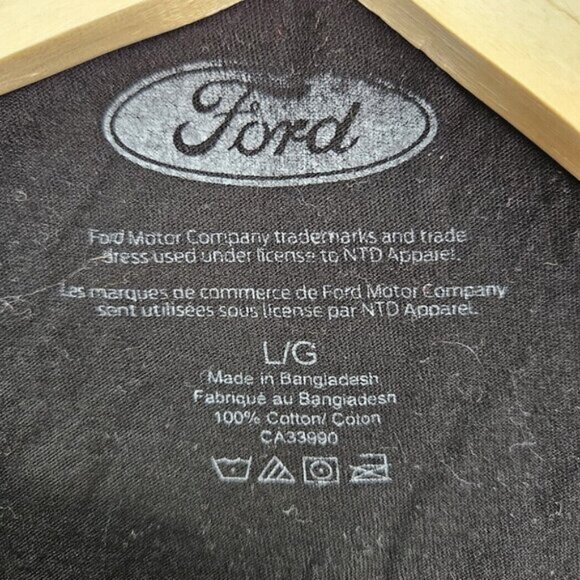 Ford
Ford Motor Company trademarks and trade
dress used under license to NTD Apparel.
Les marques de commerce de Ford Motor Company
sont utilisées sous license par NTD Apparel.
L/G
Made in Bangladesh
Fabriqué au Bangladesh
100% Cotton/ Coton
CA33990